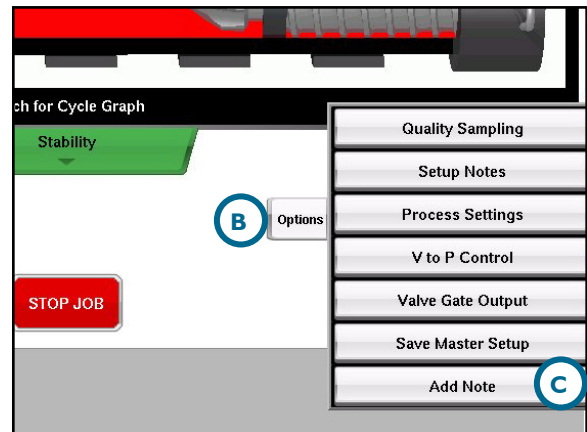 ch for Cycle Graph
Stability
Quality Sampling
Setup Notes
B
Options
Process Settings
V to P Control
STOP JOB
Valve Gate Output
Save Master Setup
Add Note
C